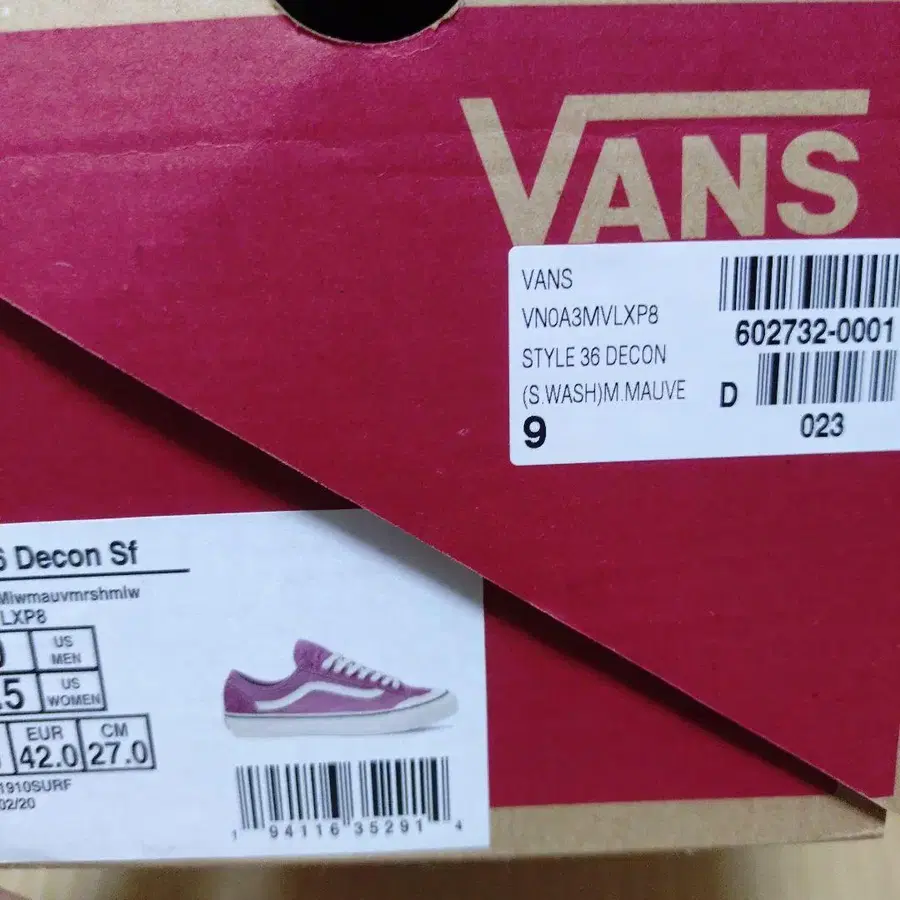 VANS
VANS
VN0A3MVLXP8
STYLE 36 DECON
(S.WASH)M.MAUVE
9
602732-0001
D
023
6 Decon Sf
Mlwmauvmrshmlw
LXP8
US
MEN
.5
US
WOMEN
EUR
42.0
CM
27.0
1910SURF
02/20
1 94116 35291 4